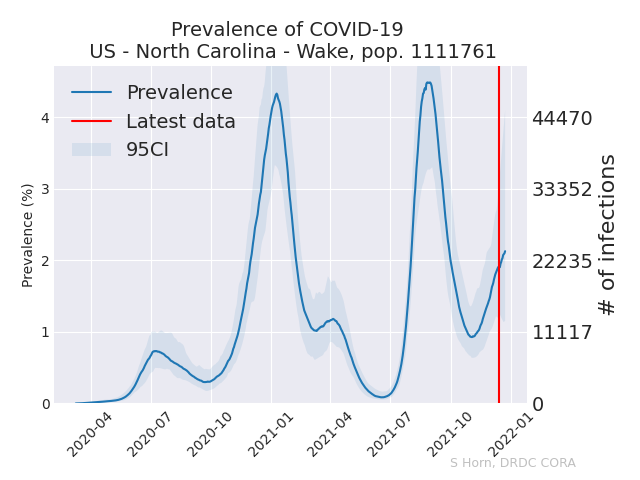 Prevalence of COVID-19
US - North Carolina - Wake, pop. 1111761
Prevalence
Latest data
95CI
Prevalence (%)
4
3
2
1
0
44470
33352
22235
11117
0
# of infections
2020-04
2020-07
2020-10
2021-01
2021-04
2021-07
2021-10
2022-01
S Horn, DRDC CORA